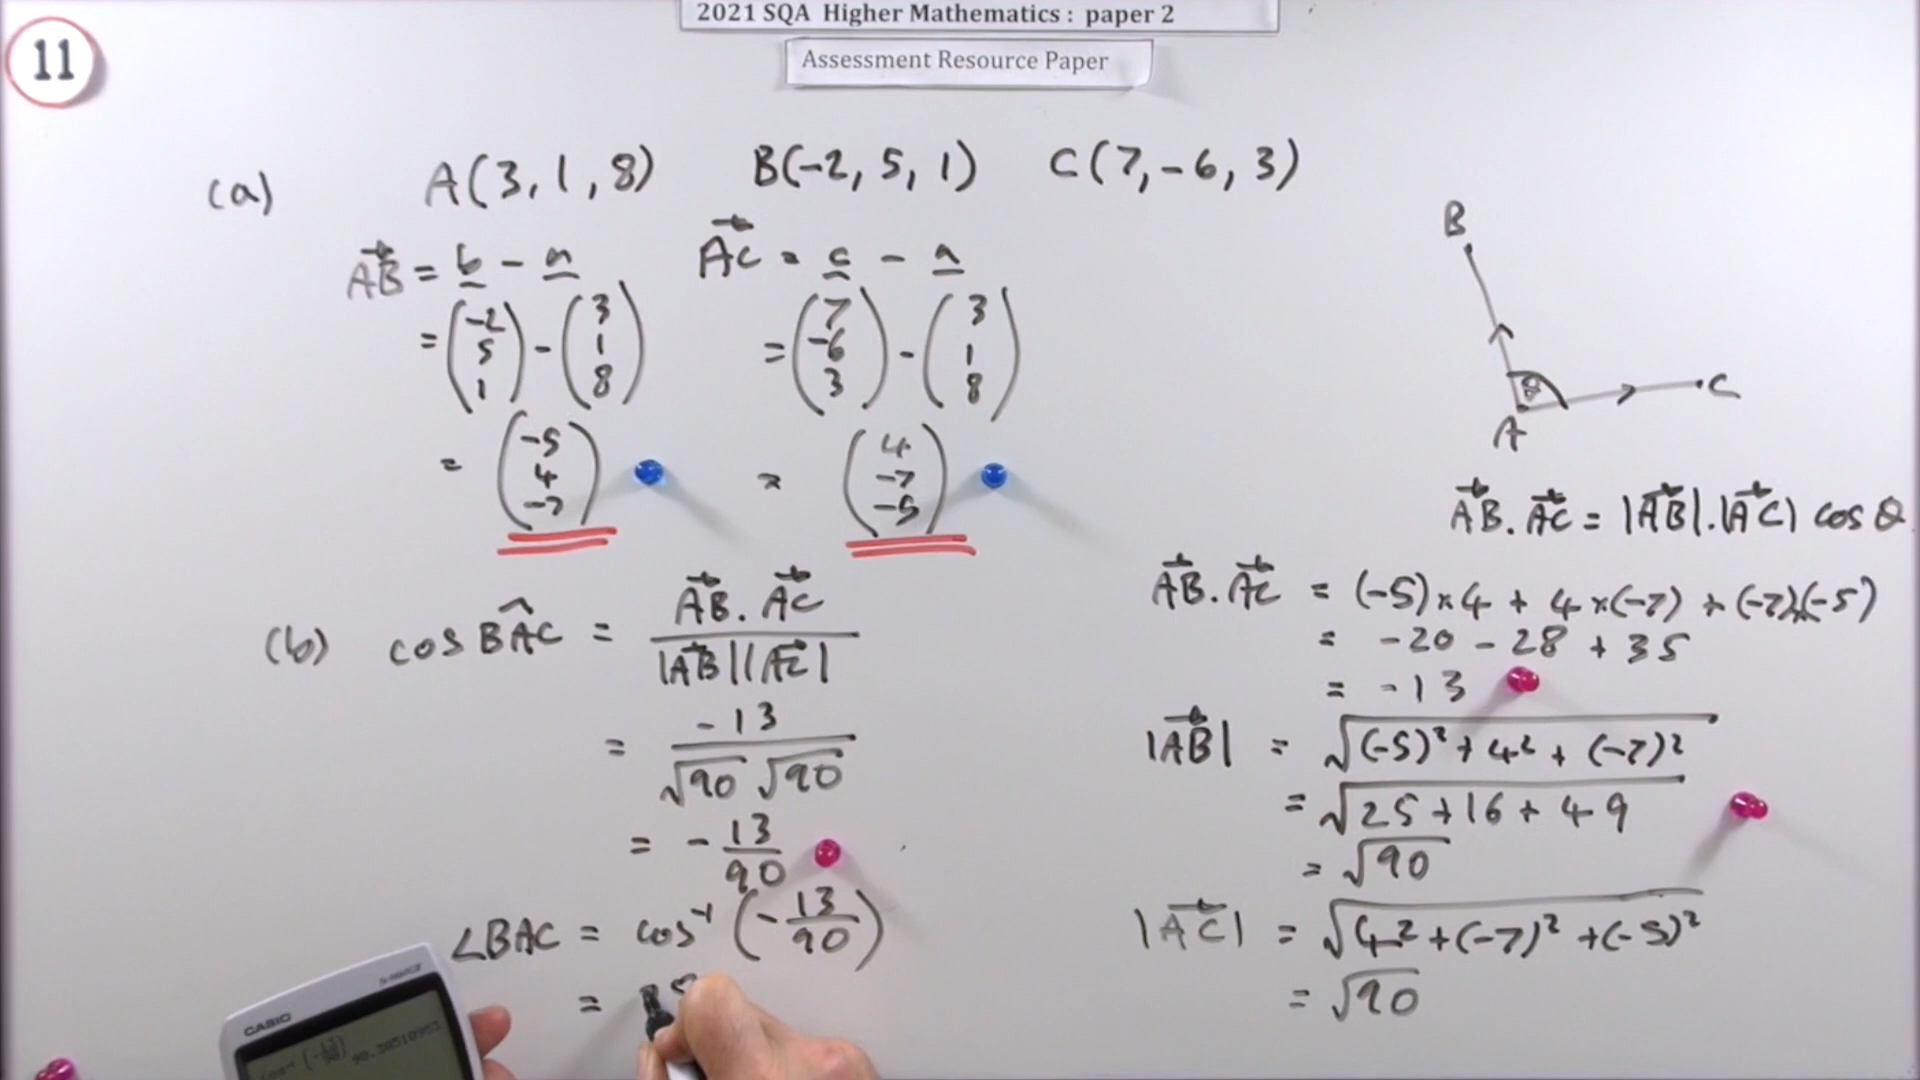 11
2021 SQA Higher Mathematics : paper 2
Assessment Resource Paper
(a) A(3, 1, 8) B(-2, 5, 1) C(7, -6, 3)
AB = b - a
= (-2 5 1) - (3 1 8)
= (-5 4 -7)
AC = c - a
= (7 -6 3) - (3 1 8)
= (4 -7 -5)
B
θ
A
C
AB . AC = |AB| . |AC| cos θ
AB . AC = (-5)×4 + 4×(-7) + (-7)×(-5)
= -20 - 28 + 35
= -13
|AB| = √(-5)² + 4² + (-7)²
= √25 + 16 + 49
= √90
|AC| = √4² + (-7)² + (-5)²
= √90
(b) cos BÂC = AB . AC / |AB||AC|
= -13 / √90 √90
= - 13/90
∠BAC = cos⁻¹ (- 13/90)
=
CASIO